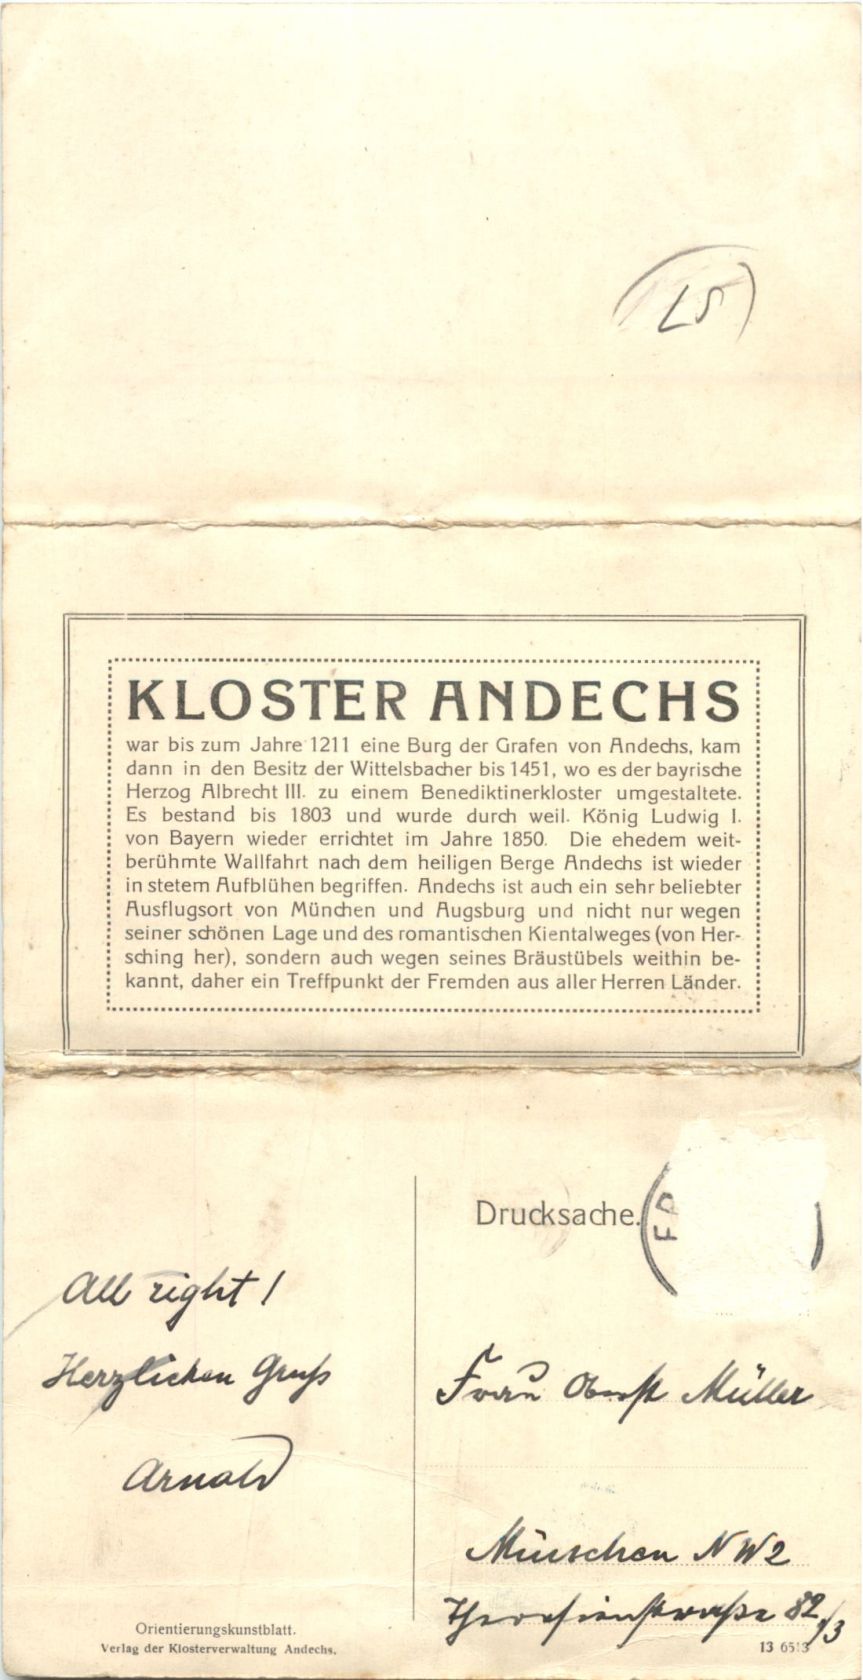 (15)
KLOSTER ANDECHS
war bis zum Jahre 1211 eine Burg der Grafen von Andechs, kam
dann in den Besitz der Wittelsbacher bis 1451, wo es der bayrische
Herzog Albrecht III. zu einem Benediktinerkloster umgestaltete.
Es bestand bis 1803 und wurde durch weil. König Ludwig I.
von Bayern wieder errichtet im Jahre 1850. Die ehedem weit-
berühmte Wallfahrt nach dem heiligen Berge Andechs ist wieder
in stetem Aufblühen begriffen. Andechs ist auch ein sehr beliebter
Ausflugsort von München und Augsburg und nicht nur wegen
seiner schönen Lage und des romantischen Kientalweges (von Her-
sching her), sondern auch wegen seines Bräustübels weithin be-
kannt, daher ein Treffpunkt der Fremden aus aller Herren Länder.
Drucksache.
All right!
Herzlichen Gruß
Arnold
Frau Oberst Müller
München NW2
Theresienstraße 82/3
Orientierungskunstblatt.
Verlag der Klosterverwaltung Andechs.
13 6513